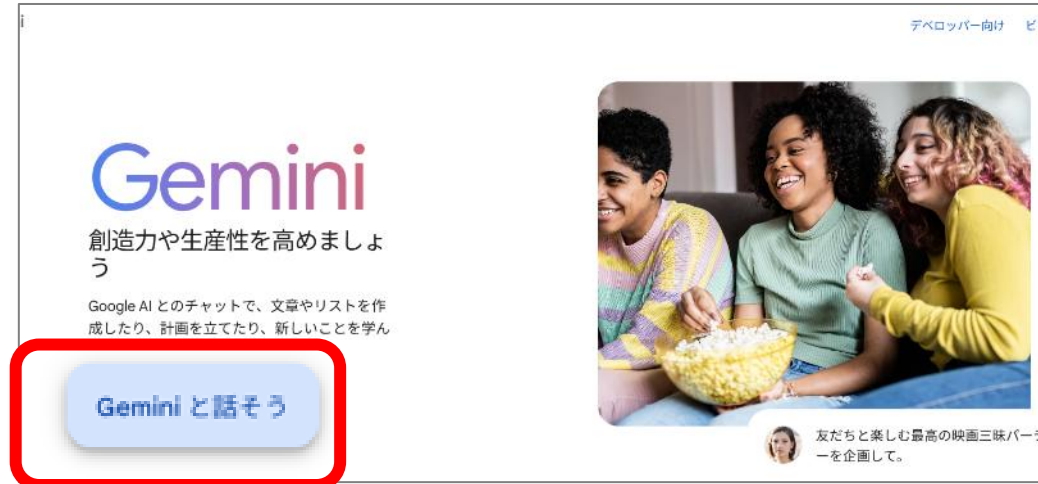 i
デベロッパー向け ビ
Gemini
創造力や生産性を高めましょ
う
Google AI とのチャットで、文章やリストを作
成したり、計画を立てたり、新しいことを学ん
Gemini と話そう
友だちと楽しむ最高の映画三昧パーテ
ーを企画して。